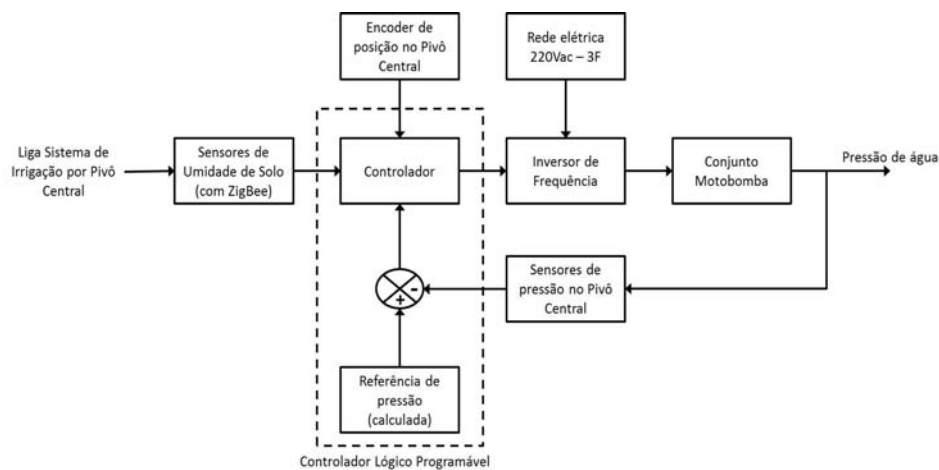 Encoder de
posição no Pivô
Central
Rede elétrica
220Vac – 3F
Liga Sistema de
Irrigação por Pivô
Central
Sensores de
Umidade de Solo
(com ZigBee)
Controlador
Inversor de
Frequência
Conjunto
Motobomba
Pressão de água
-
+
Sensores de
pressão no Pivô
Central
Referência de
pressão
(calculada)
Controlador Lógico Programável